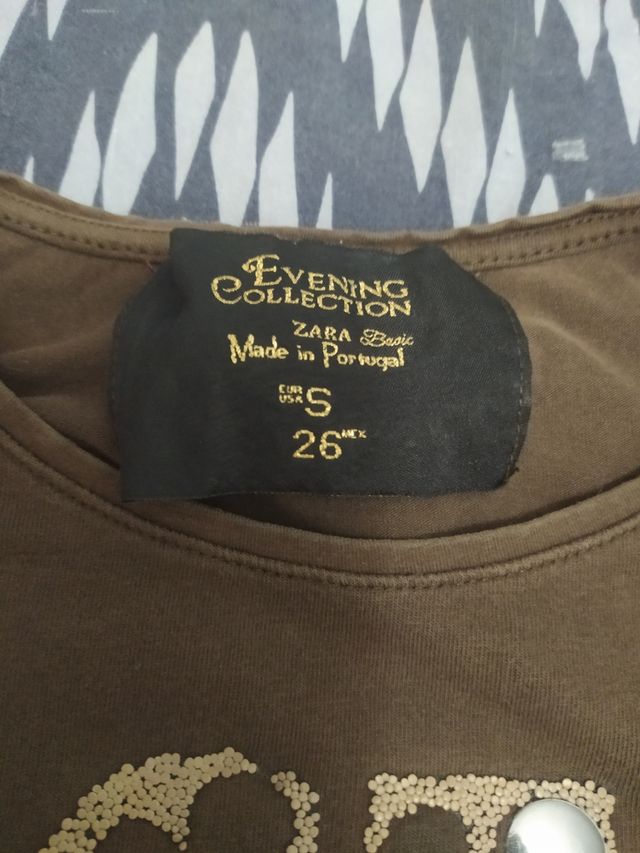 Evening
Collection
ZARA Basic
Made in Portugal
EUR
USA S
26 MEX